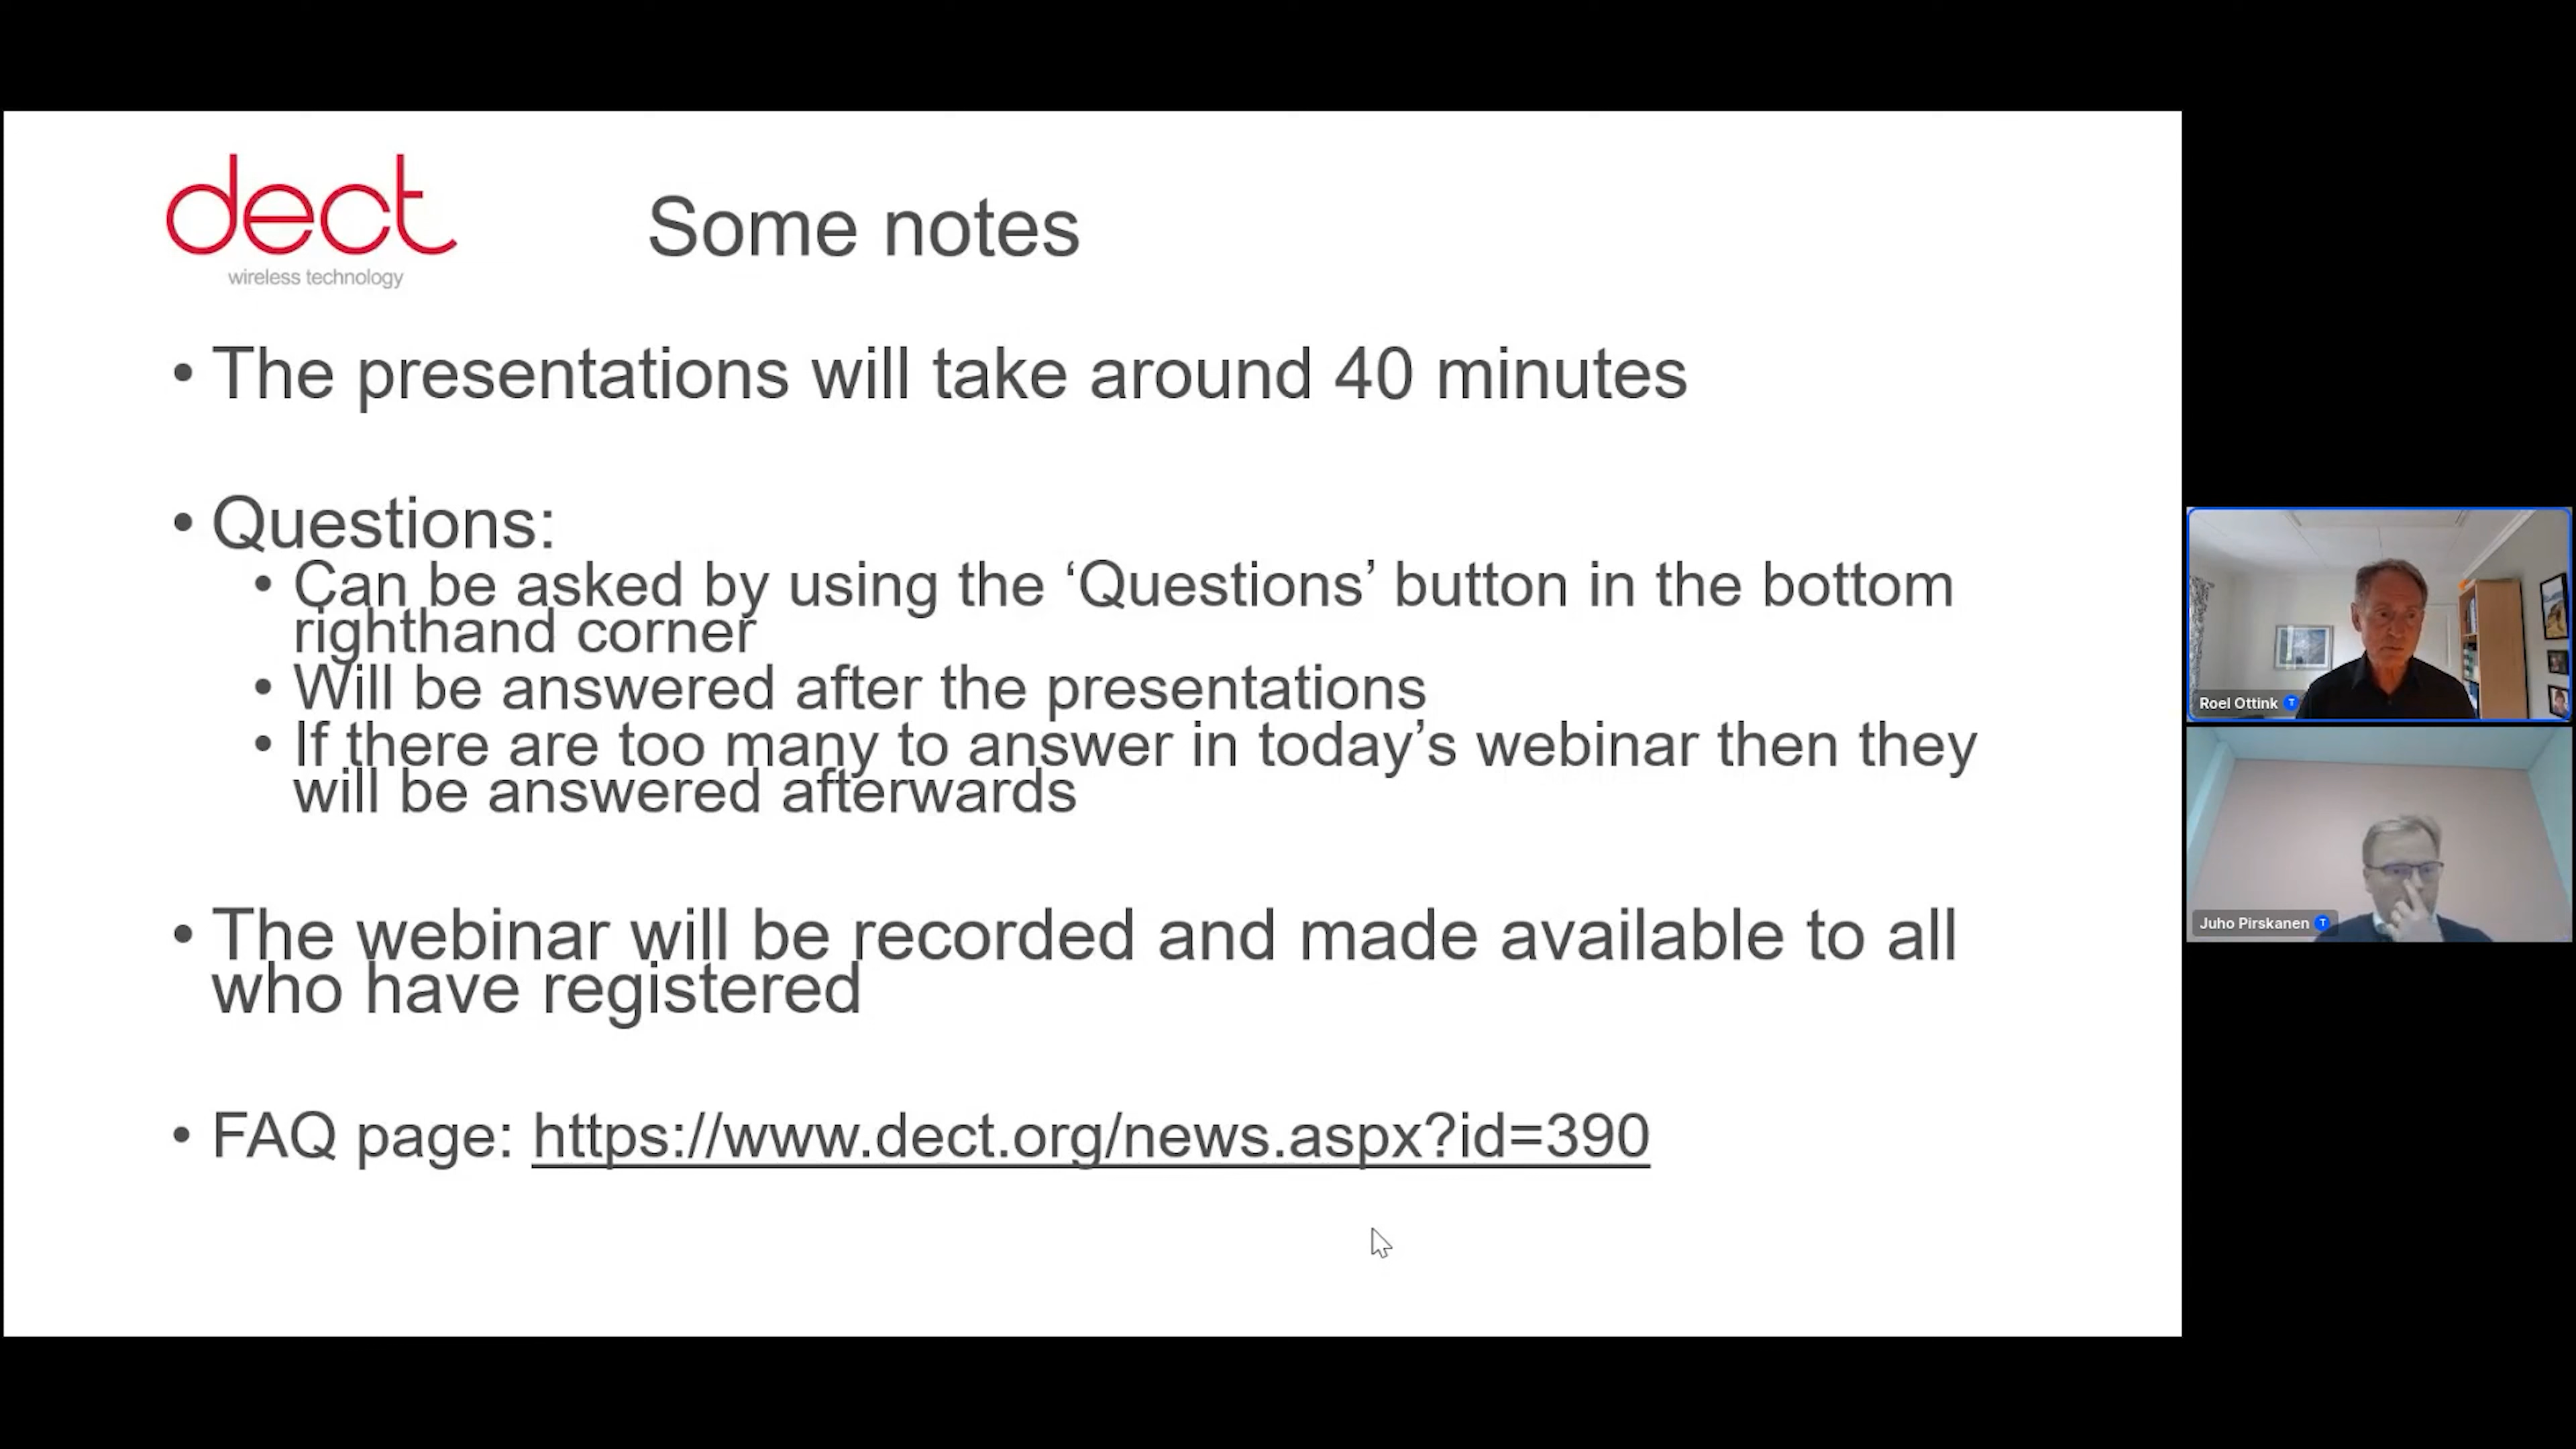 dect
wireless technology
Some notes
• The presentations will take around 40 minutes
• Questions:
• Can be asked by using the ‘Questions’ button in the bottom
righthand corner
• Will be answered after the presentations
• If there are too many to answer in today’s webinar then they
will be answered afterwards
• The webinar will be recorded and made available to all
who have registered
• FAQ page: https://www.dect.org/news.aspx?id=390
Roel Ottink T
Juho Pirskanen T